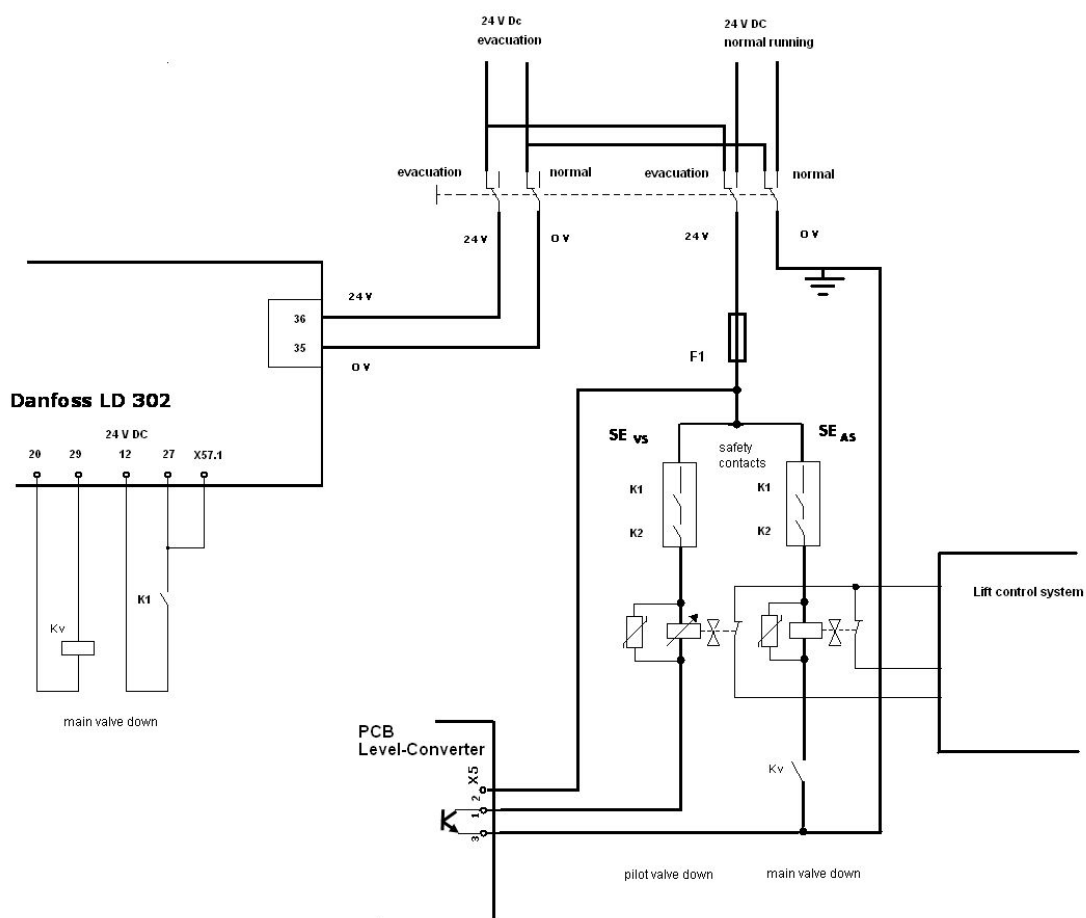 24 V Dc
evacuation
24 V DC
normal running
evacuation
normal
evacuation
normal
24 V
0 V
24 V
0 V
24 V
36
35
0 V
F1
Danfoss LD 302
24 V DC
20
29
12
27
X57.1
SE VS
safety
contacts
SE AS
K1
K2
K1
K2
K1
Kv
main valve down
Lift control system
PCB
Level-Converter
X5
2
1
3
Kv
pilot valve down
main valve down